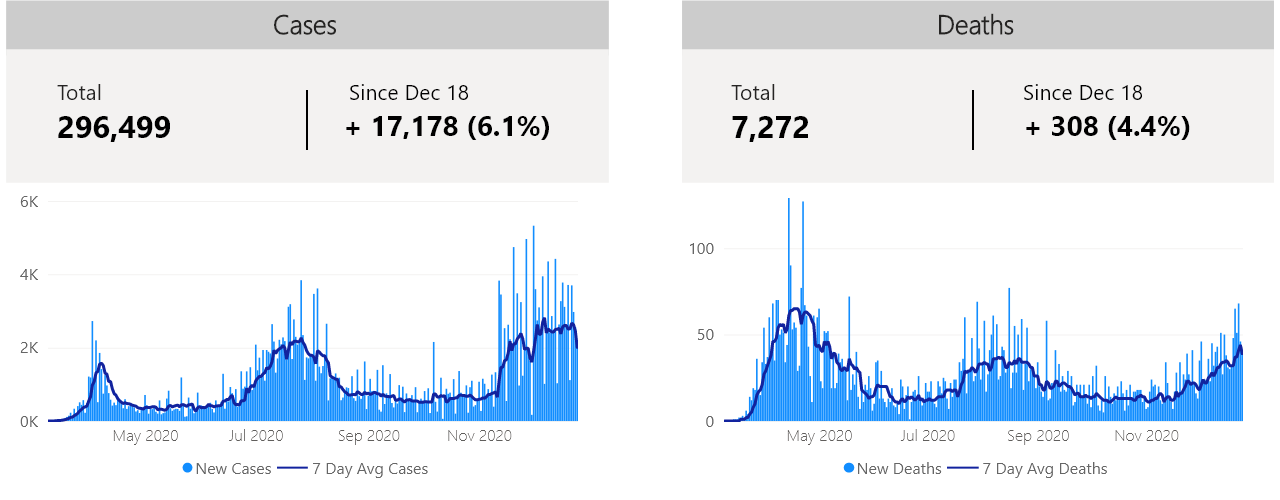 Cases
Total
296,499
Since Dec 18
+ 17,178 (6.1%)
6K
4K
2K
0K
May 2020
Jul 2020
Sep 2020
Nov 2020
New Cases
7 Day Avg Cases
Deaths
Total
7,272
Since Dec 18
+ 308 (4.4%)
100
50
0
May 2020
Jul 2020
Sep 2020
Nov 2020
New Deaths
7 Day Avg Deaths